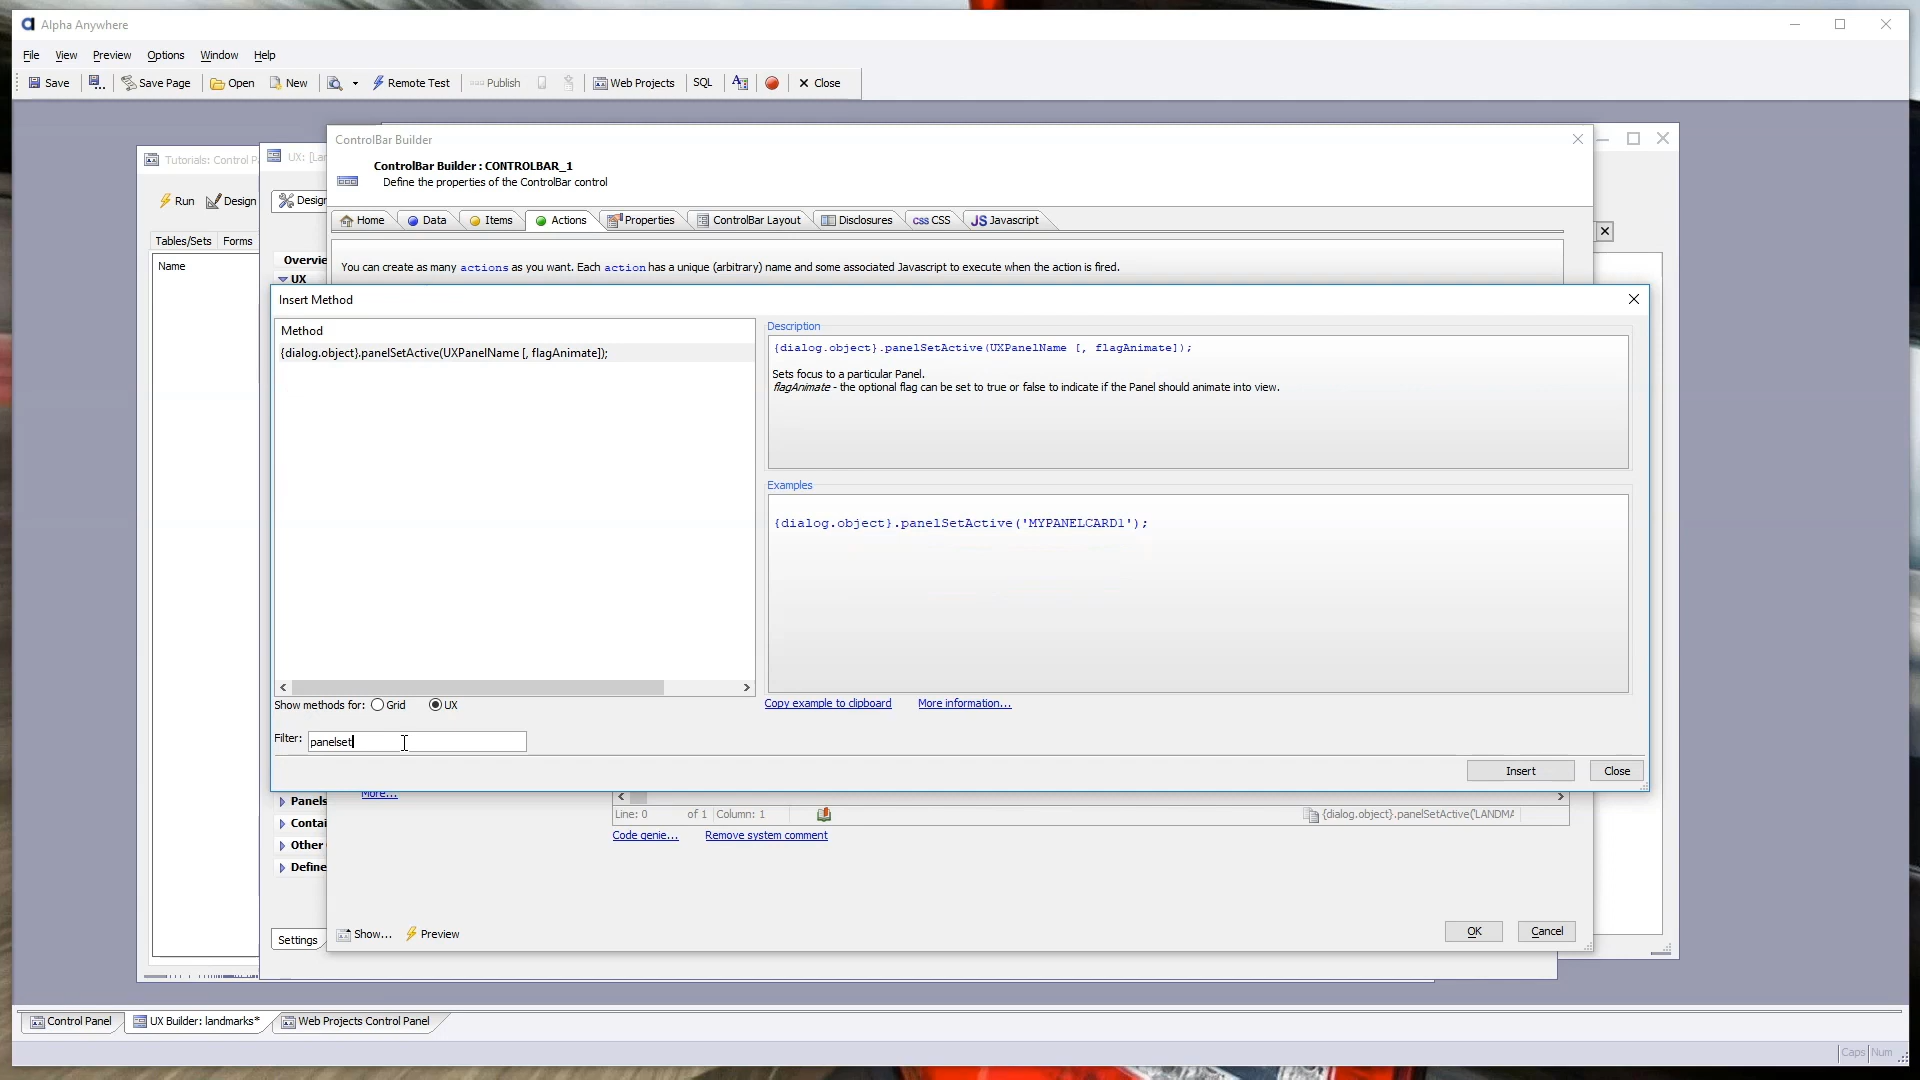 Alpha Anywhere
File View Preview Options Window Help
Save Save Page Open New Remote Test Publish Web Projects SQL Close
ControlBar Builder
Tutorials: Control P
UX: [La
ControlBar Builder : CONTROLBAR_1
Define the properties of the ControlBar control
Run Design
Design
Home Data Items Actions Properties ControlBar Layout Disclosures css CSS JS Javascript
Tables/Sets Forms
Name
Overvie
UX
You can create as many actions as you want. Each action has a unique (arbitrary) name and some associated Javascript to execute when the action is fired.
Insert Method
Method
{dialog.object}.panelSetActive(UXPanelName [, flagAnimate]);
Description
{dialog.object}.panelSetActive(UXPanelName [, flagAnimate]);
Sets focus to a particular Panel.
flagAnimate - the optional flag can be set to true or false to indicate if the Panel should animate into view.
Examples
{dialog.object}.panelSetActive('MYPANELCARD1');
Show methods for: Grid UX
Copy example to clipboard More information...
Filter: panelset
Insert Close
More...
Panels
Contai
Other
Define
Line: 0 of 1 Column: 1
{dialog.object}.panelSetActive('LANDMA
Code genie... Remove system comment
Settings
Show... Preview
OK Cancel
Control Panel UX Builder: landmarks* Web Projects Control Panel
Caps Num